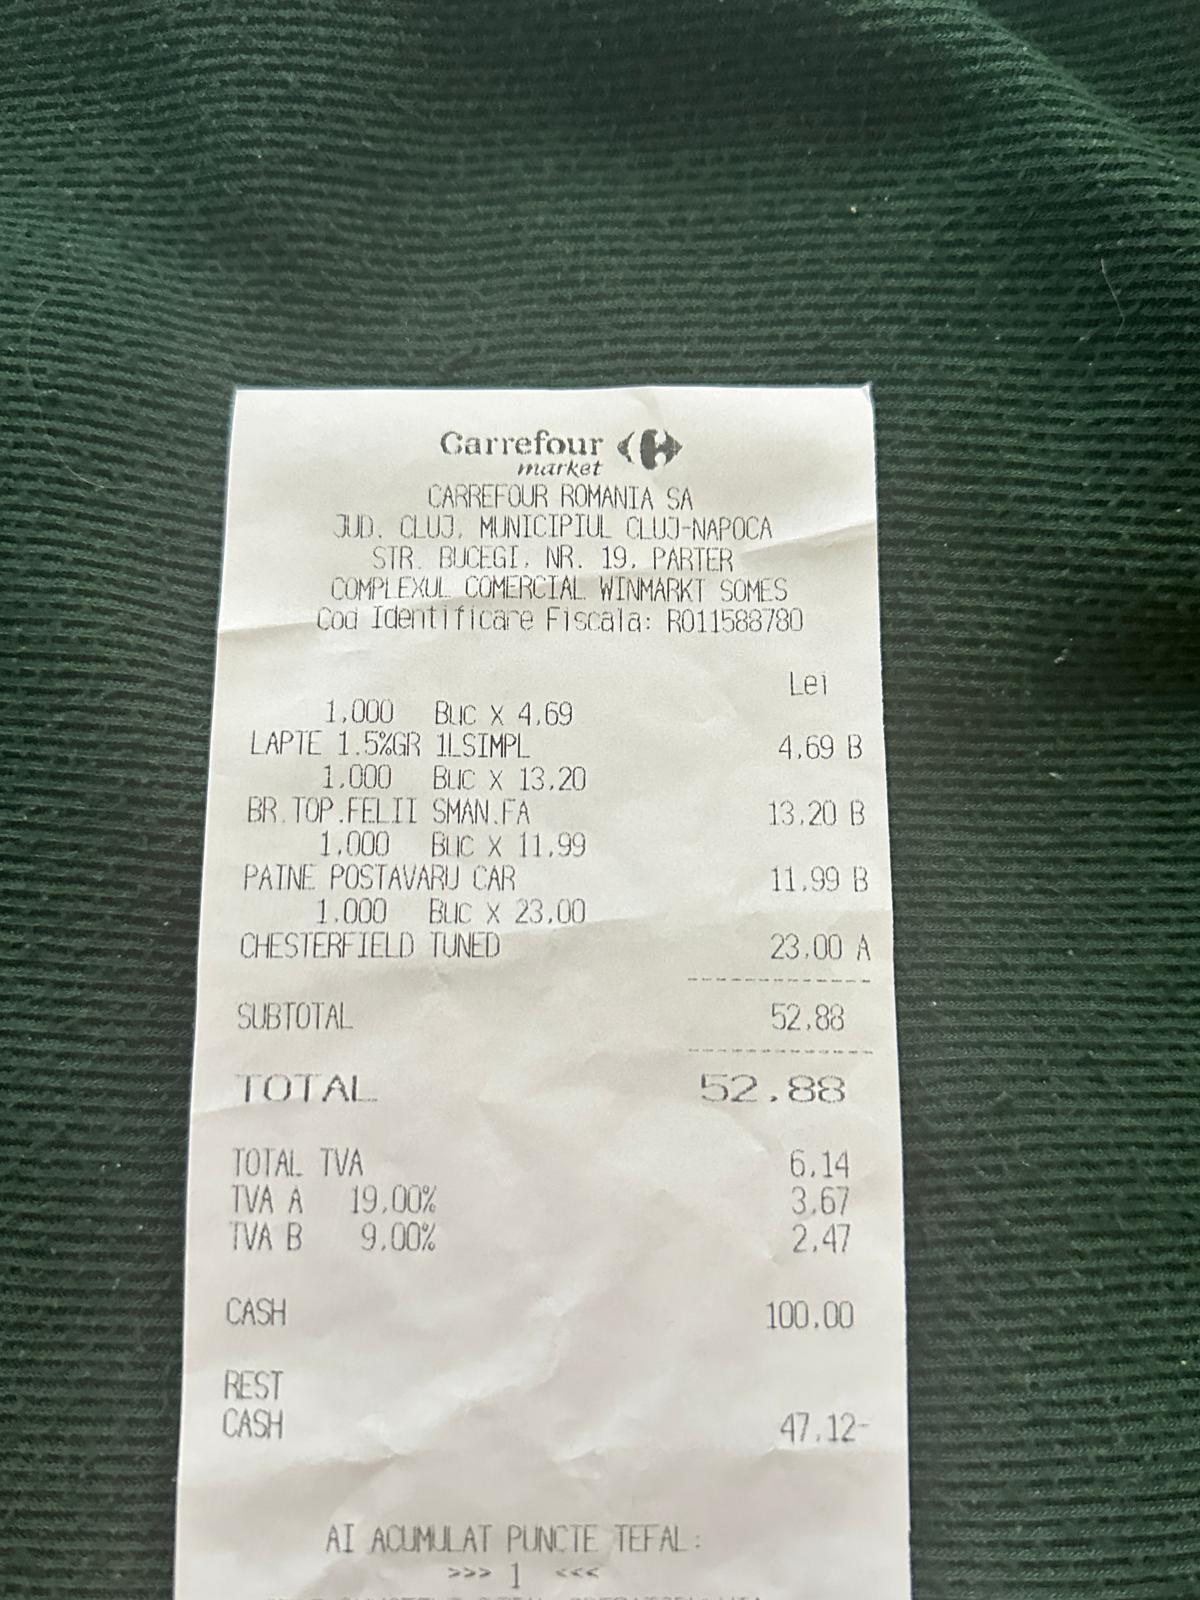 Carrefour
market
CARREFOUR ROMANIA SA
JUD. CLUJ, MUNICIPIUL CLUJ-NAPOCA
STR. BUCEGI, NR. 19, PARTER
COMPLEXUL COMERCIAL WINMARKT SOMES
Cod Identificare Fiscala: RO11588780
Lei
1,000 Buc X 4,69
LAPTE 1.5%GR 1LSIMPL 4,69 B
1,000 Buc X 13,20
BR.TOP.FELII SMAN.FA 13,20 B
1,000 Buc X 11,99
PAINE POSTAVARU CAR 11,99 B
1,000 Buc X 23,00
CHESTERFIELD TUNED 23,00 A
SUBTOTAL 52,88
TOTAL 52,88
TOTAL TVA 6,14
TVA A 19,00% 3,67
TVA B 9,00% 2,47
CASH 100,00
REST
CASH 47,12-
AI ACUMULAT PUNCTE TEFAL:
>>> 1 <<<